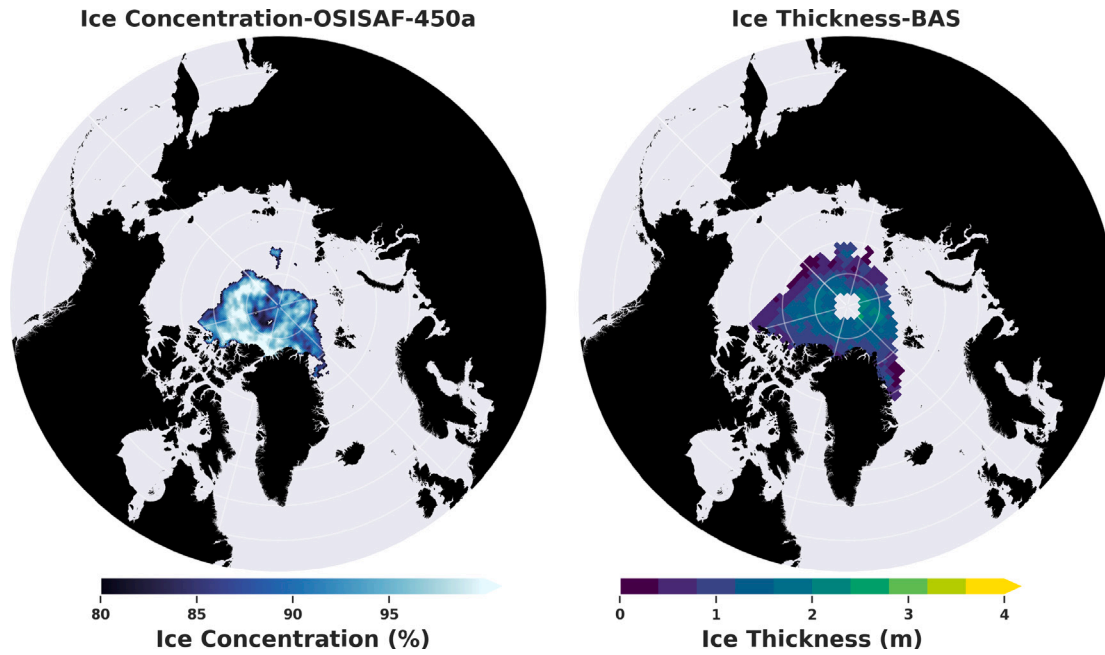 Ice Concentration-OSISAF-450a
Ice Thickness-BAS
80 85 90 95
Ice Concentration (%)
0 1 2 3 4
Ice Thickness (m)